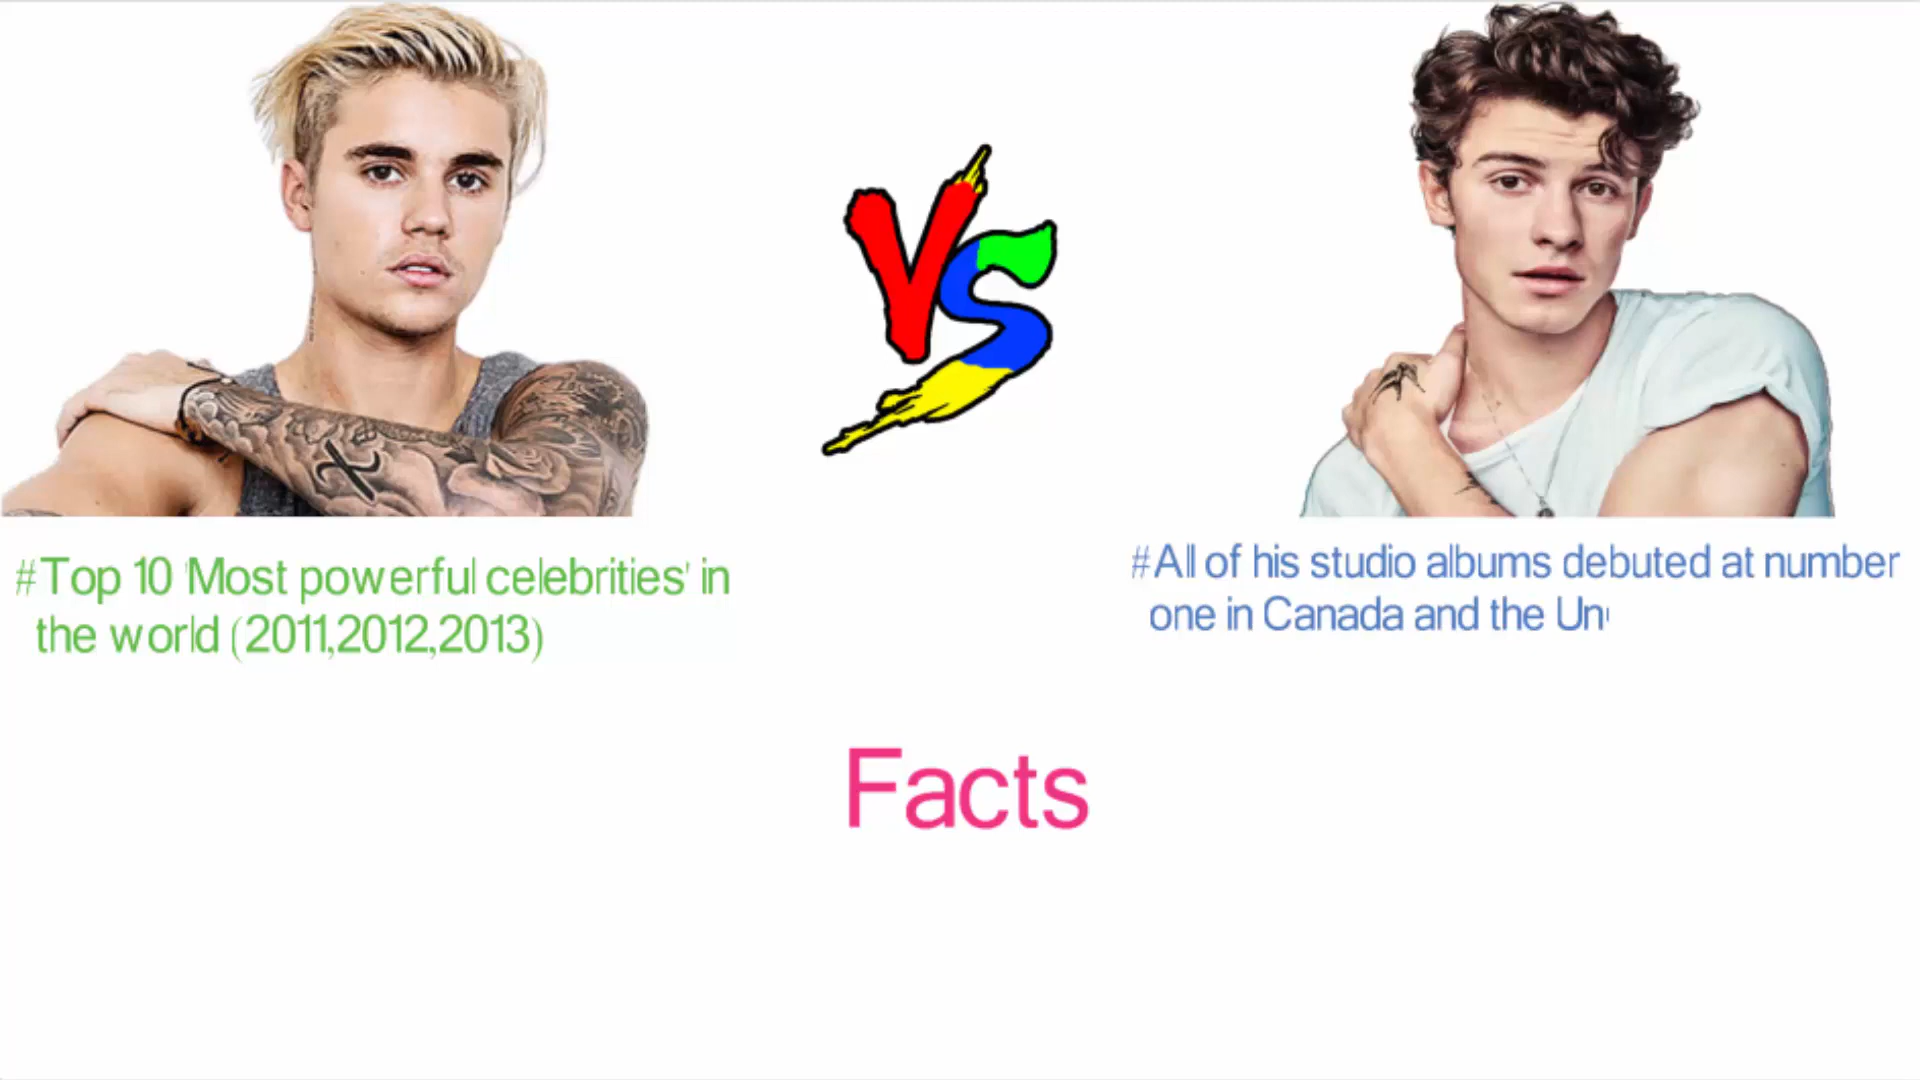 VS
#Top 10 'Most powerful celebrities' in
the world (2011,2012,2013)
#All of his studio albums debuted at number
one in Canada and the Un
Facts